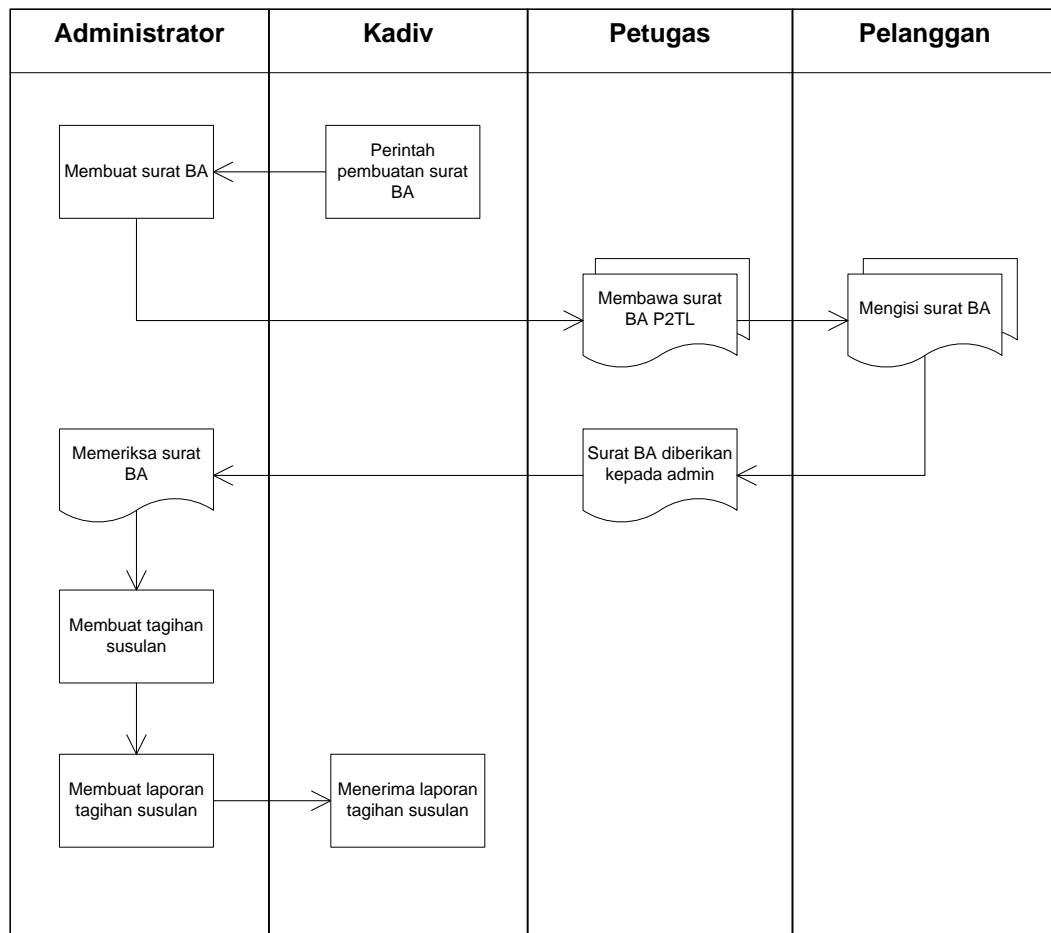 Administrator
Kadiv
Petugas
Pelanggan
Membuat surat BA
Perintah
pembuatan surat
BA
Membawa surat
BA P2TL
Mengisi surat BA
Memeriksa surat
BA
Surat BA diberikan
kepada admin
Membuat tagihan
susulan
Membuat laporan
tagihan susulan
Menerima laporan
tagihan susulan